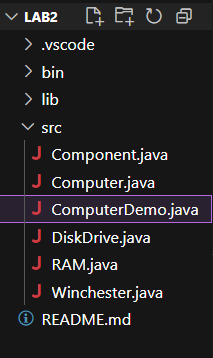 LAB2
.vscode
bin
lib
src
J Component.java
J Computer.java
J ComputerDemo.java
J DiskDrive.java
J RAM.java
J Winchester.java
README.md